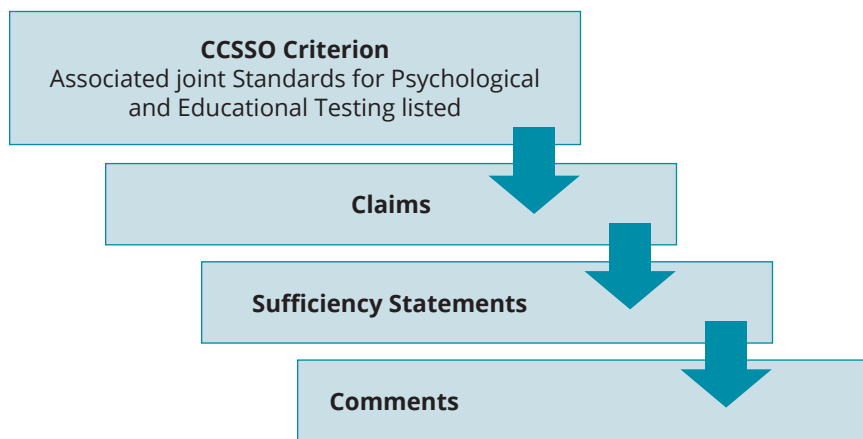 CCSSO Criterion
Associated joint Standards for Psychological
and Educational Testing listed
Claims
Sufficiency Statements
Comments